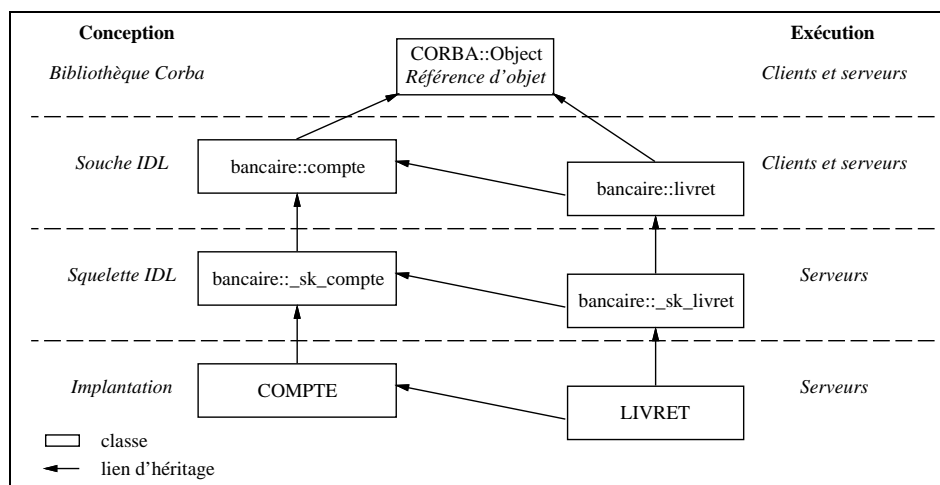 Conception
Exécution
CORBA::Object
Bibliothèque Corba
Référence d'objet
Clients et serveurs
Souche IDL
bancaire::compte
Clients et serveurs
bancaire::livret
Squelette IDL
bancaire::_sk_compte
Serveurs
bancaire::_sk_livret
Implantation
COMPTE
Serveurs
LIVRET
classe
lien d'héritage